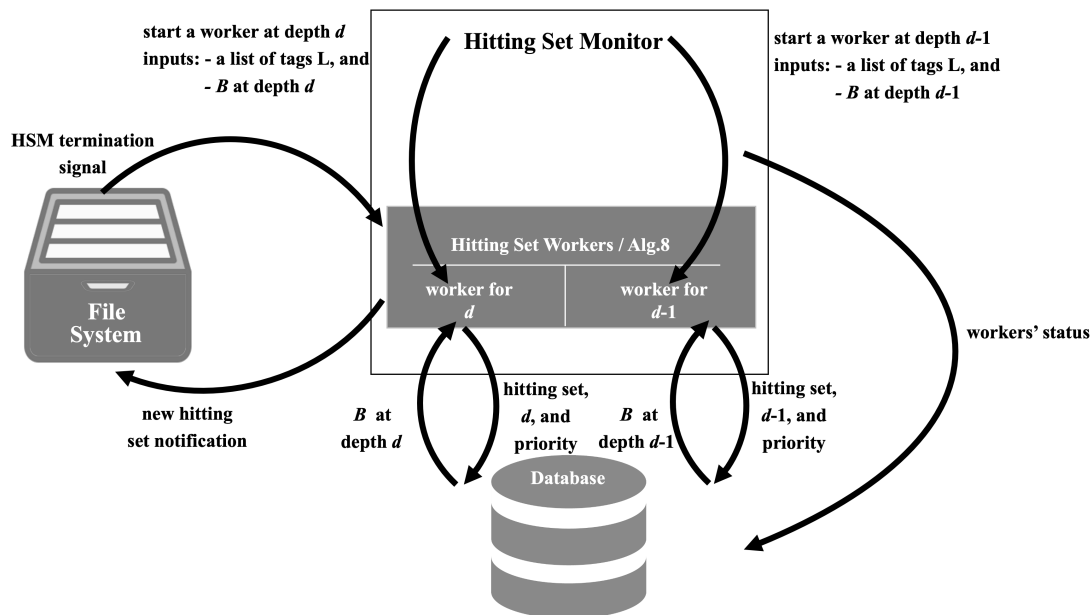 start a worker at depth d
inputs: - a list of tags L, and
- B at depth d
Hitting Set Monitor
start a worker at depth d-1
inputs: - a list of tags L, and
- B at depth d-1
HSM termination
signal
Hitting Set Workers / Alg.8
worker for
d
worker for
d-1
File
System
workers' status
new hitting
set notification
B at
depth d
hitting set,
d, and
priority
B at
depth d-1
hitting set,
d-1, and
priority
Database